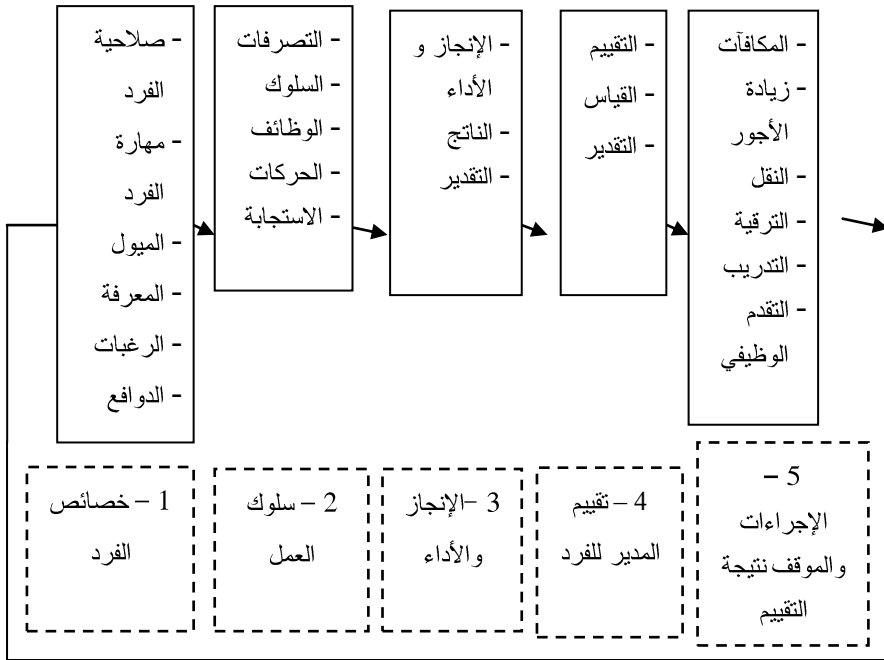 - صلاحية
الفرد
- مهارة
الفرد
- الميول
- المعرفة
- الرغبات
- الدوافع
- التصرفات
- السلوك
- الوظائف
- الحركات
- الاستجابة
- الإنجاز و
الأداء
- الناتج
- التقدير
- التقييم
- القياس
- التقدير
- المكافآت
- زيادة
الأجور
- النقل
- الترقية
- التدريب
- التقدم
الوظيفي
1 – خصائص
الفرد
2 – سلوك
العمل
3 –الإنجاز
والأداء
4 – تقييم
المدير للفرد
5 –
الإجراءات
والموقف نتيجة
التقييم